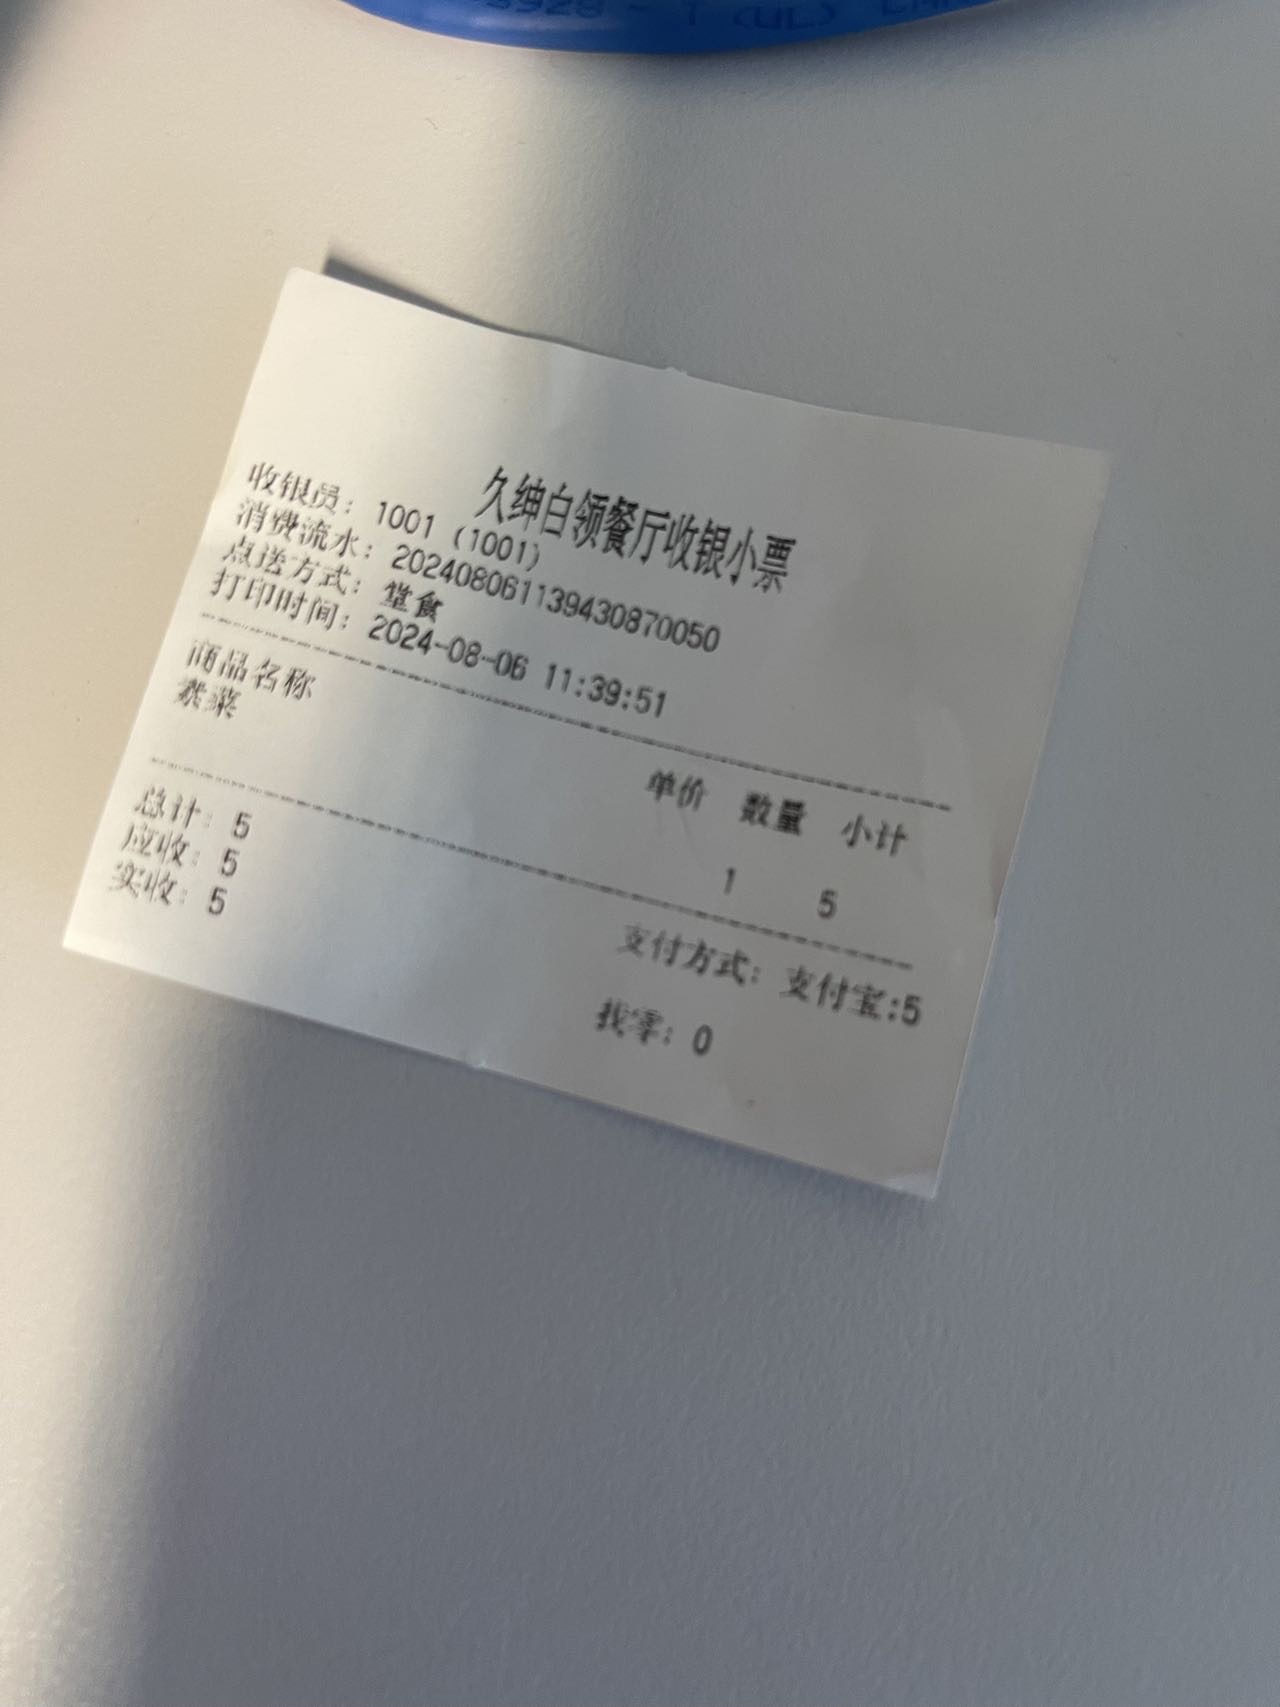 久绅白领餐厅收银小票
收银员: 1001 (1001)
消费流水: 20240806113943087​0050
点送方式: 堂食
打印时间: 2024-08-06 11:39:51
商品名称 单价 数量 小计
素菜
1 5
总计: 5 支付方式: 支付宝:5
应收: 5
实收: 5 找零: 0